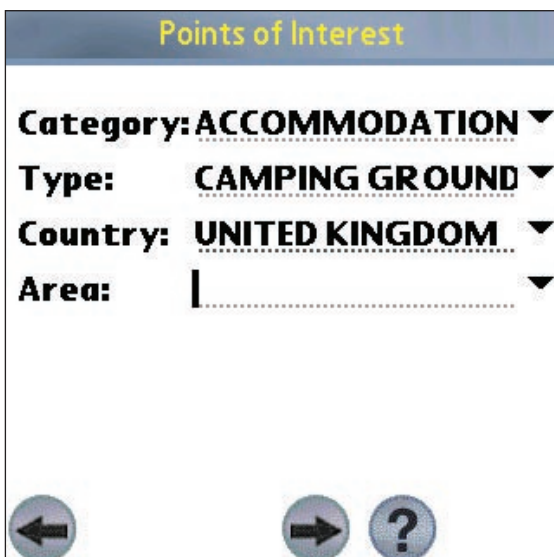 Points of Interest
Category: ACCOMMODATION
Type: CAMPING GROUND
Country: UNITED KINGDOM
Area:
?